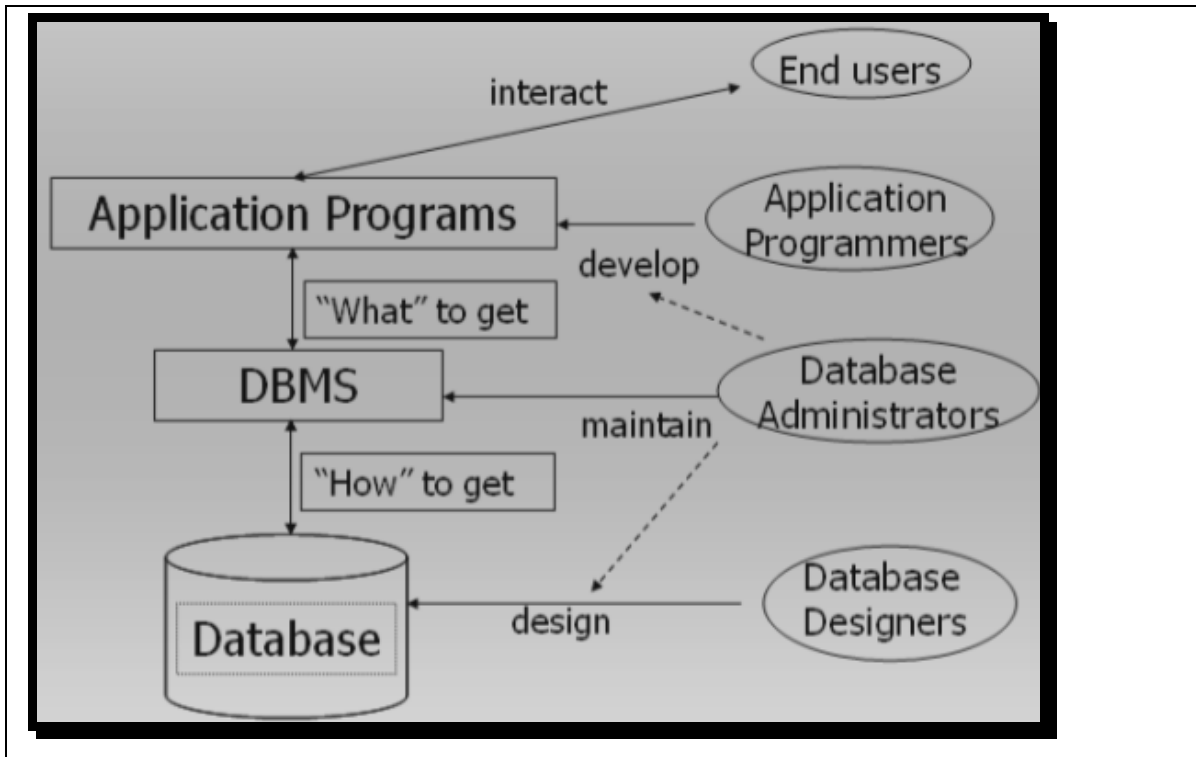 End users
interact
Application Programs
Application
Programmers
develop
“What” to get
DBMS
Database
Administrators
maintain
“How” to get
Database
Designers
design
Database